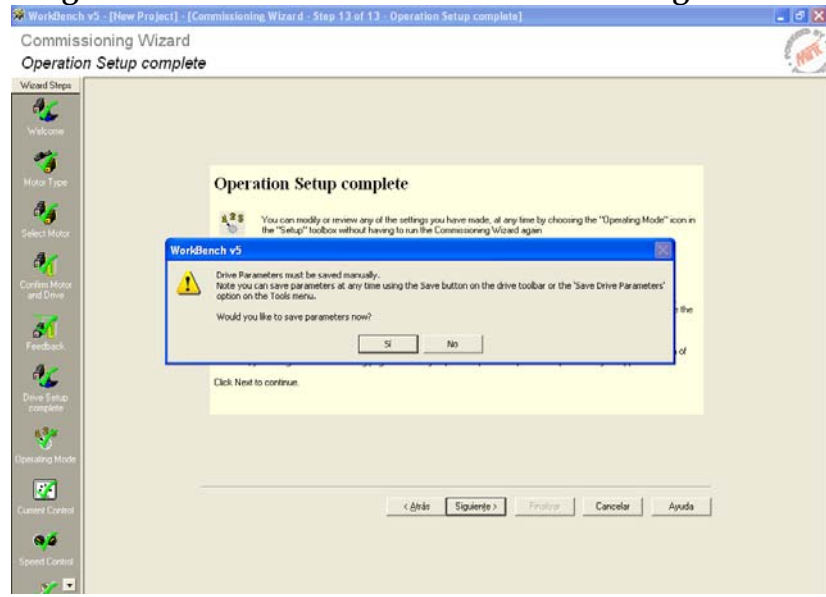 WorkBench v5 - [New Project] - [Commissioning Wizard - Step 13 of 13 - Operation Setup complete]
Commissioning Wizard
Operation Setup complete
Wizard Steps
Welcome
Motor Type
Select Motor
Confirm Motor
and Drive
Feedback
Drive Setup
complete
Operating Mode
Current Control
Speed Control
Operation Setup complete
You can modify or review any of the settings you have made, at any time by choosing the "Operating Mode" icon in
the "Setup" toolbox without having to run the Commissioning Wizard again
WorkBench v5
Drive Parameters must be saved manually.
Note you can save parameters at any time using the Save button on the drive toolbar or the 'Save Drive Parameters'
option on the Tools menu.
Would you like to save parameters now?
Sí No
the
of
Click Next to continue.
< Atrás Siguiente > Finalizar Cancelar Ayuda